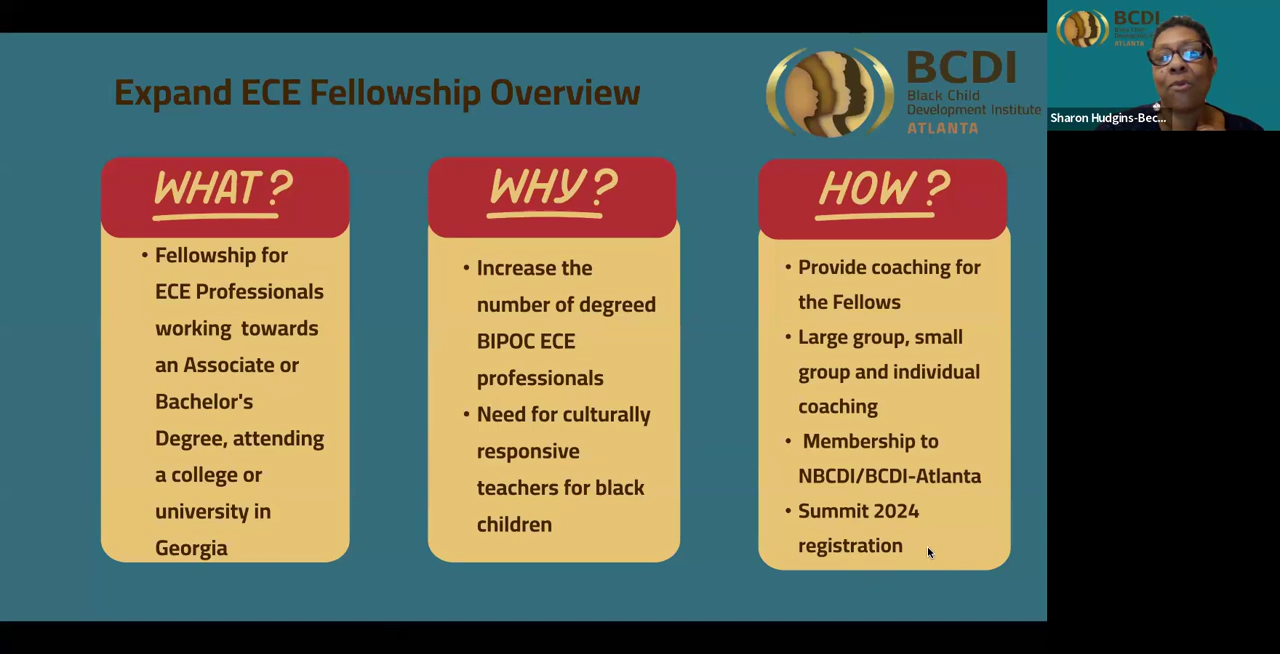 Expand ECE Fellowship Overview
BCDI
Black Child
Development Institute
ATLANTA
WHAT?
• Fellowship for
ECE Professionals
working towards
an Associate or
Bachelor's
Degree, attending
a college or
university in
Georgia
WHY?
• Increase the
number of degreed
BIPOC ECE
professionals
• Need for culturally
responsive
teachers for black
children
HOW?
• Provide coaching for
the Fellows
• Large group, small
group and individual
coaching
• Membership to
NBCDI/BCDI-Atlanta
• Summit 2024
registration
BCDI
ATLANTA
Sharon Hudgins-Bec...